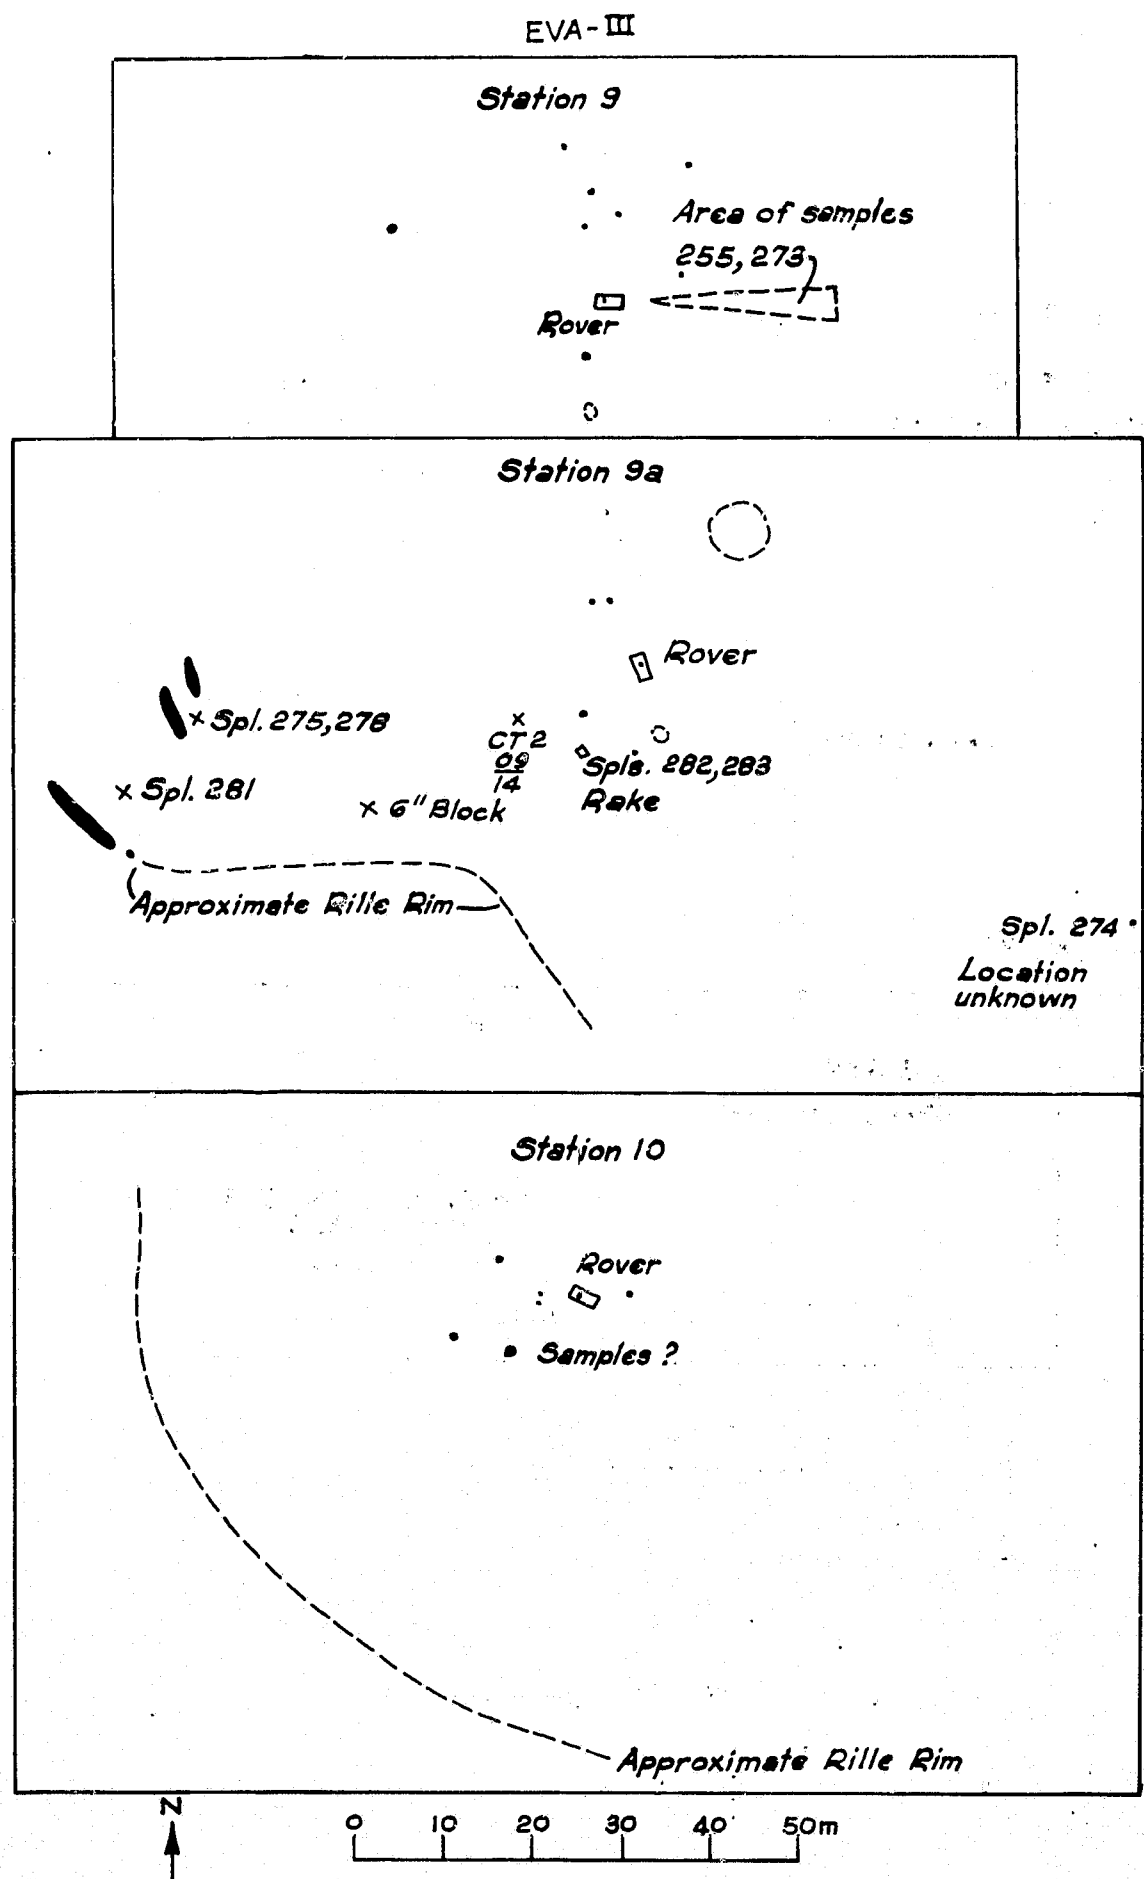 EVA-III
Station 9
Area of samples
255, 273
Rover
Station 9a
Rover
Spl. 275, 278
CT 2
09
14
Spls. 282, 283
Rake
Spl. 281
6" Block
Approximate Rille Rim
Spl. 274
Location
unknown
Station 10
Rover
Samples ?
Approximate Rille Rim
N
0 10 20 30 40 50m